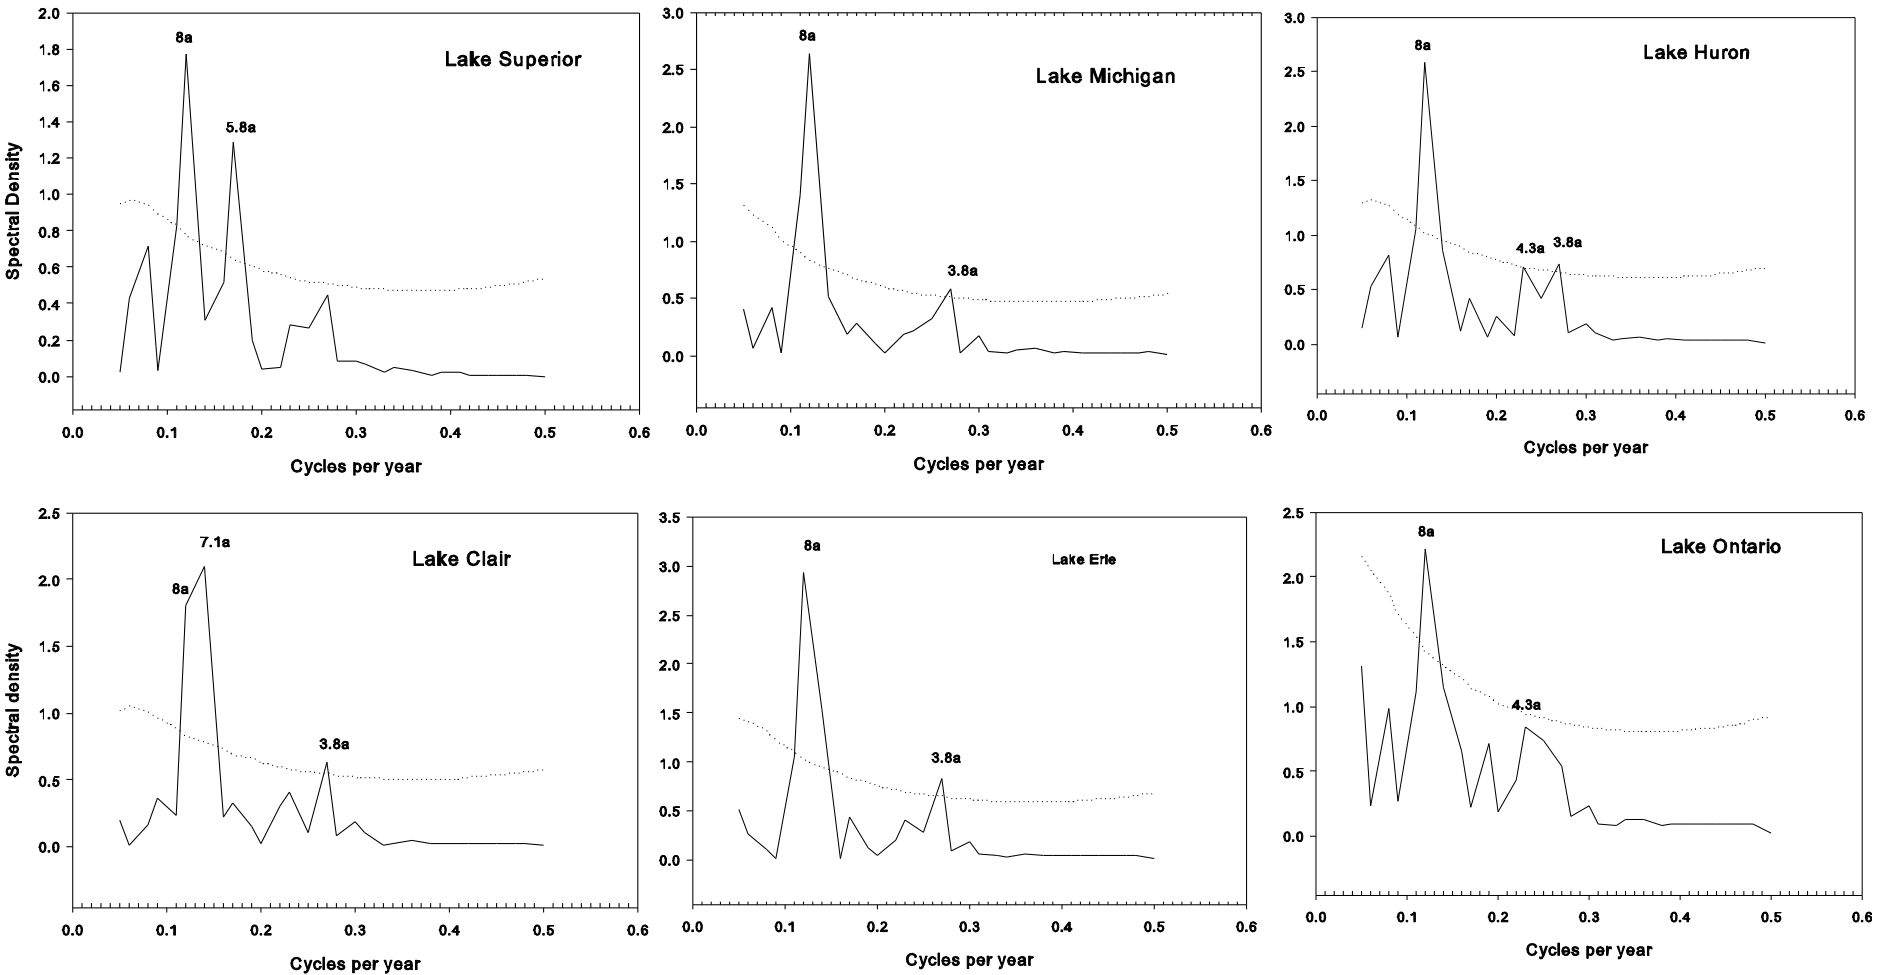 Lake Superior
8a
5.8a
2.0
1.8
1.6
1.4
1.2
1.0
0.8
0.6
0.4
0.2
0.0
Spectral Density
0.0 0.1 0.2 0.3 0.4 0.5 0.6
Cycles per year
Lake Michigan
8a
3.8a
3.0
2.5
2.0
1.5
1.0
0.5
0.0
0.0 0.1 0.2 0.3 0.4 0.5 0.6
Cycles per year
Lake Huron
8a
4.3a 3.8a
3.0
2.5
2.0
1.5
1.0
0.5
0.0
0.0 0.1 0.2 0.3 0.4 0.5 0.6
Cycles per year
Lake Clair
7.1a
8a
3.8a
2.5
2.0
1.5
1.0
0.5
0.0
Spectral density
0.0 0.1 0.2 0.3 0.4 0.5 0.6
Cycles per year
Lake Erie
8a
3.8a
3.5
3.0
2.5
2.0
1.5
1.0
0.5
0.0
0.0 0.1 0.2 0.3 0.4 0.5 0.6
Cycles per year
Lake Ontario
8a
4.3a
2.5
2.0
1.5
1.0
0.5
0.0
0.0 0.1 0.2 0.3 0.4 0.5 0.6
Cycles per year